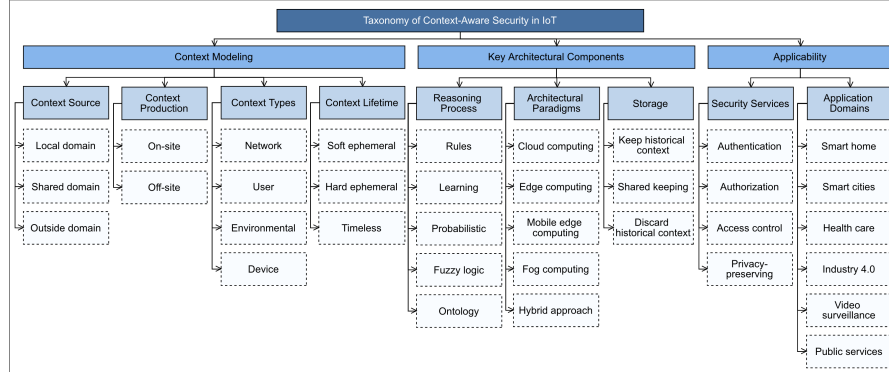 Taxonomy of Context-Aware Security in IoT
Context Modeling
Key Architectural Components
Applicability
Context Source
Local domain
Shared domain
Outside domain
Context
Production
On-site
Off-site
Context Types
Network
User
Environmental
Device
Context Lifetime
Soft ephemeral
Hard ephemeral
Timeless
Reasoning
Process
Rules
Learning
Probabilistic
Fuzzy logic
Ontology
Architectural
Paradigms
Cloud computing
Edge computing
Mobile edge
computing
Fog computing
Hybrid approach
Storage
Keep historical
context
Shared keeping
Discard
historical context
Security Services
Authentication
Authorization
Access control
Privacy-
preserving
Application
Domains
Smart home
Smart cities
Health care
Industry 4.0
Video
surveillance
Public services